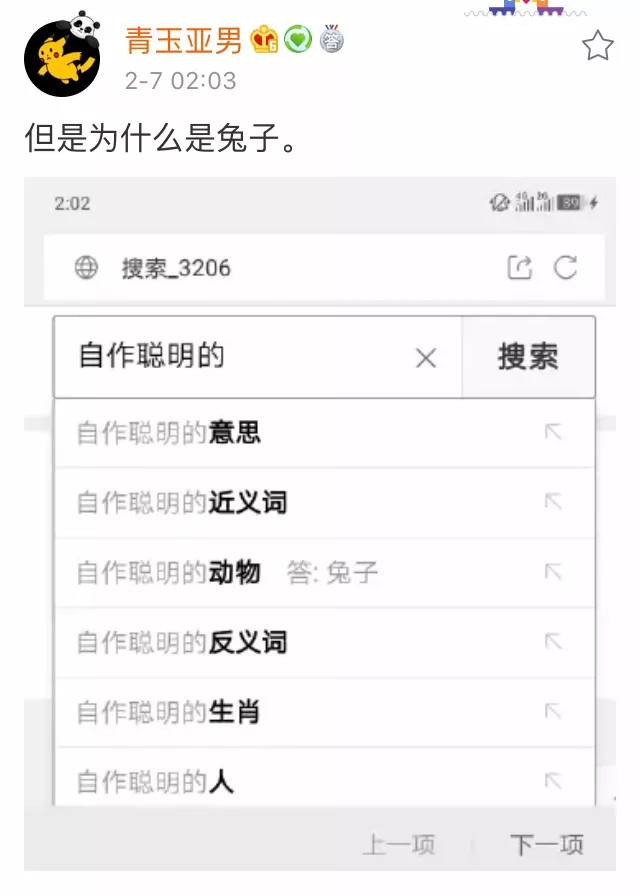 青玉亚男
2-7 02:03
但是为什么是兔子。
2:02
89
搜索_3206
自作聪明的
搜索
自作聪明的意思
自作聪明的近义词
自作聪明的动物 答: 兔子
自作聪明的反义词
自作聪明的生肖
自作聪明的人
上一项
下一项